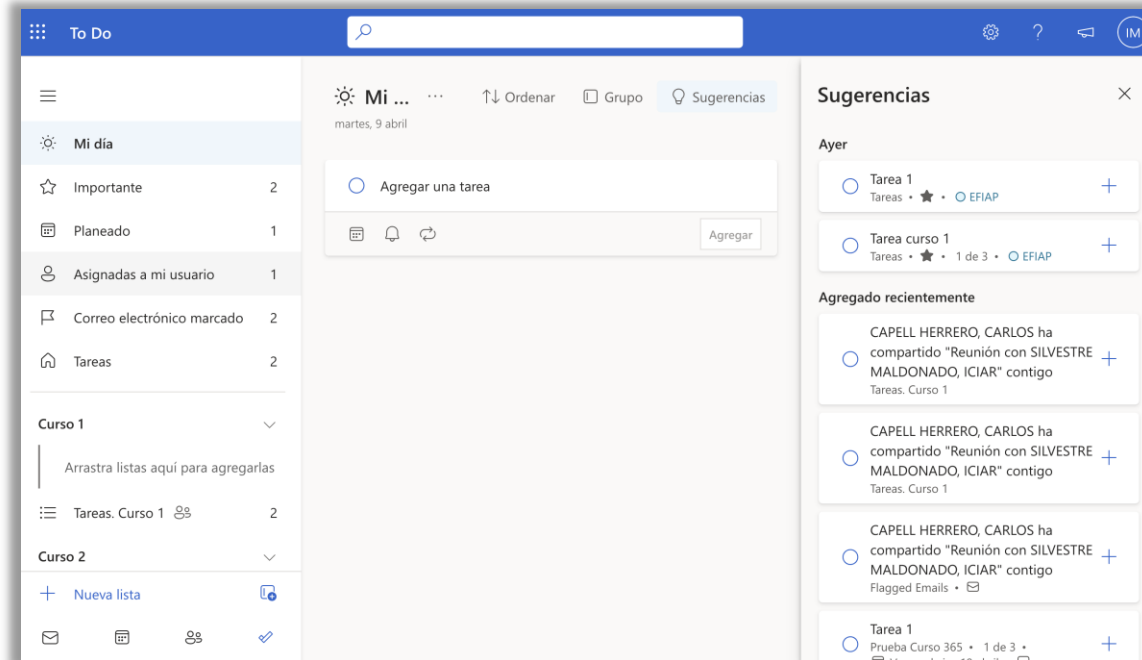 To Do
IM
Mi día
Importante 2
Planeado 1
Asignadas a mi usuario 1
Correo electrónico marcado 2
Tareas 2
Curso 1
Arrastra listas aquí para agregarlas
Tareas. Curso 1 2
Curso 2
Nueva lista
Mi ... ··· Ordenar Grupo Sugerencias
martes, 9 abril
Agregar una tarea
Agregar
Sugerencias
Ayer
Tarea 1
Tareas • • EFIAP
Tarea curso 1
Tareas • • 1 de 3 • EFIAP
Agregado recientemente
CAPELL HERRERO, CARLOS ha
compartido "Reunión con SILVESTRE
MALDONADO, ICIAR" contigo
Tareas. Curso 1
CAPELL HERRERO, CARLOS ha
compartido "Reunión con SILVESTRE
MALDONADO, ICIAR" contigo
Tareas. Curso 1
CAPELL HERRERO, CARLOS ha
compartido "Reunión con SILVESTRE
MALDONADO, ICIAR" contigo
Flagged Emails •
Tarea 1
Prueba Curso 365 • 1 de 3 •